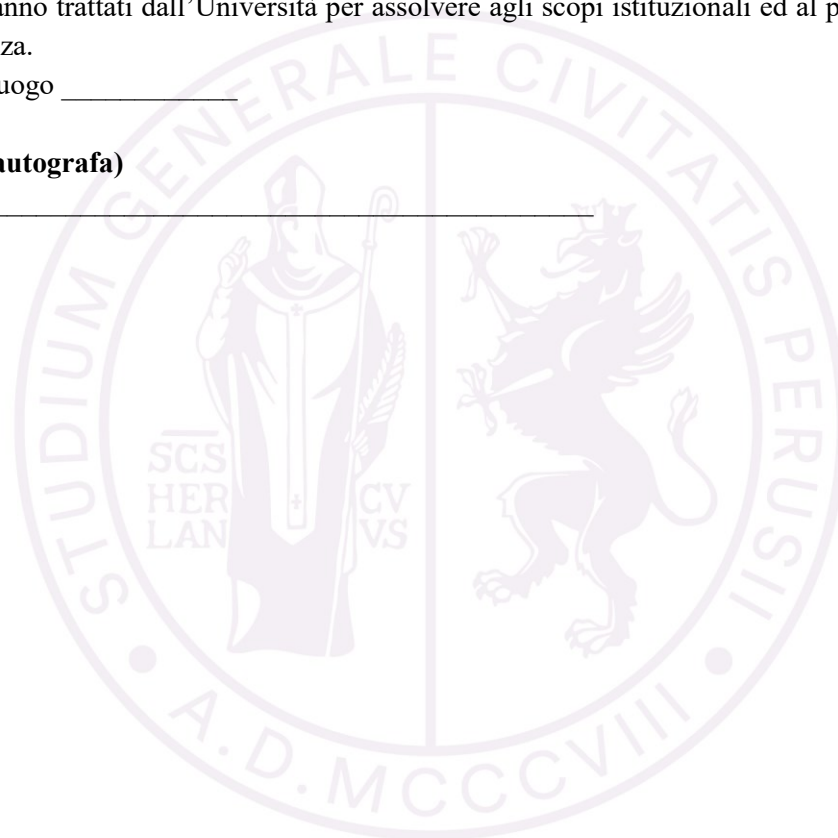 anno trattati dall'Università per assolvere agli scopi istituzionali ed al p
za.
uogo ____________
autografa)
STUDIUM GENERALE CIVITATIS PERUSII
SCS
HER
LAN
CV
VS
A.D. MCCCVIII